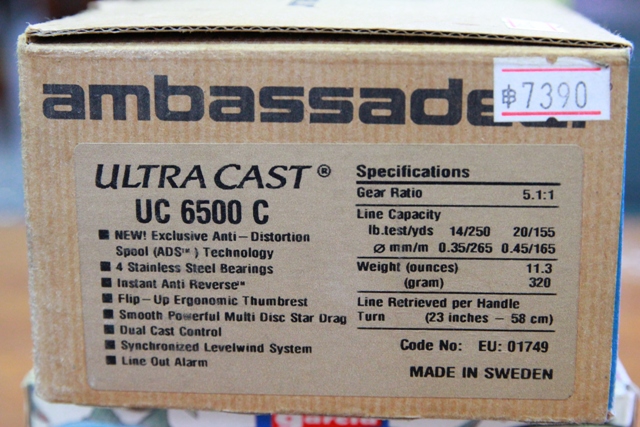 ambassadeur
฿7390
ULTRA CAST ®
UC 6500 C
■ NEW! Exclusive Anti-Distortion
Spool (ADS™) Technology
■ 4 Stainless Steel Bearings
■ Instant Anti Reverse™
■ Flip-Up Ergonomic Thumbrest
■ Smooth Powerful Multi Disc Star Drag
■ Dual Cast Control
■ Synchronized Levelwind System
■ Line Out Alarm
Specifications
Gear Ratio 5.1:1
Line Capacity
lb.test/yds 14/250 20/155
⌀ mm/m 0.35/265 0.45/165
Weight (ounces) 11.3
(gram) 320
Line Retrieved per Handle
Turn (23 inches - 58 cm)
Code No: EU: 01749
MADE IN SWEDEN